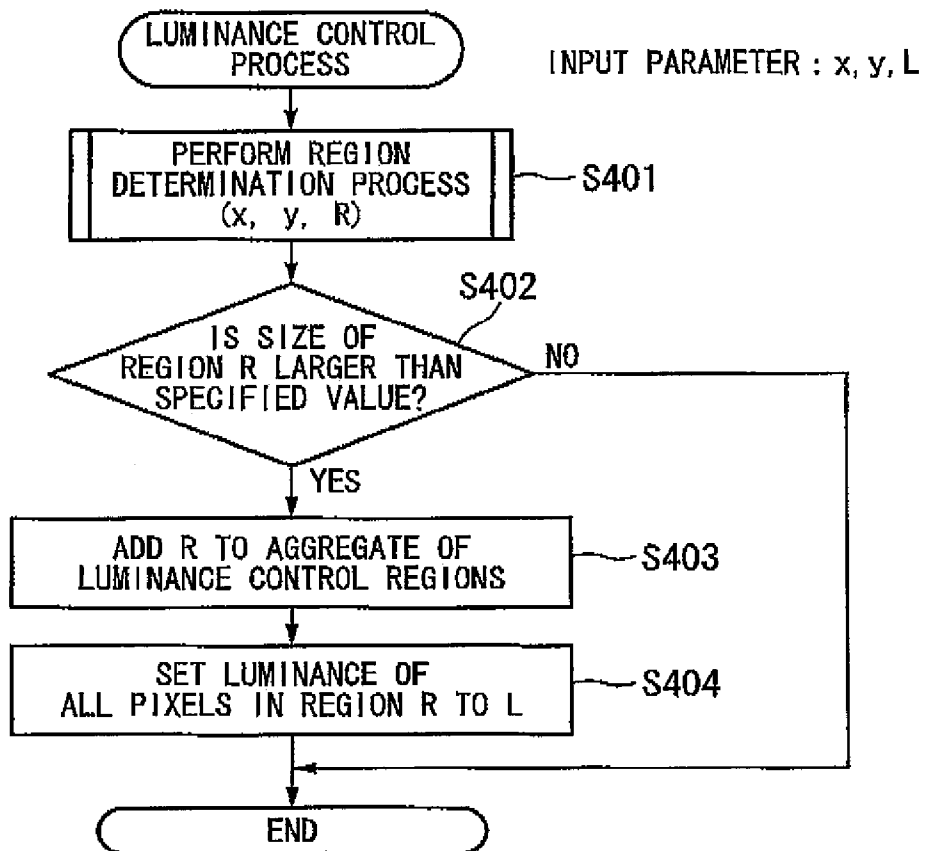 LUMINANCE CONTROL
PROCESS
INPUT PARAMETER : x, y, L
PERFORM REGION
DETERMINATION PROCESS
(x, y, R)
S401
S402
IS SIZE OF
REGION R LARGER THAN
SPECIFIED VALUE?
NO
YES
ADD R TO AGGREGATE OF
LUMINANCE CONTROL REGIONS
S403
SET LUMINANCE OF
ALL PIXELS IN REGION R TO L
S404
END